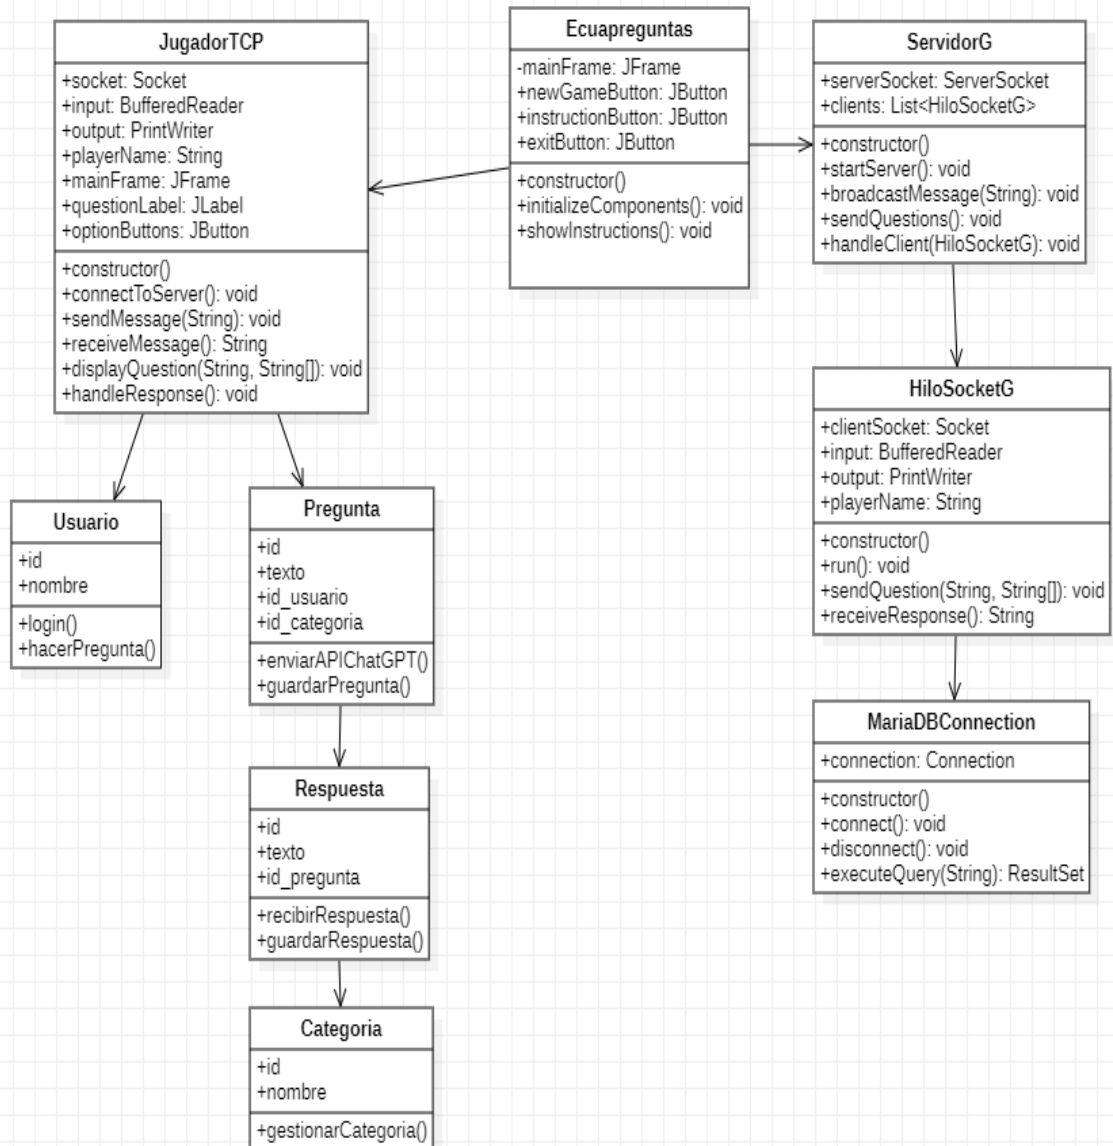 JugadorTCP
+socket: Socket
+input: BufferedReader
+output: PrintWriter
+playerName: String
+mainFrame: JFrame
+questionLabel: JLabel
+optionButtons: JButton
+constructor()
+connectToServer(): void
+sendMessage(String): void
+receiveMessage(): String
+displayQuestion(String, String[]): void
+handleResponse(): void
Ecuapreguntas
-mainFrame: JFrame
+newGameButton: JButton
+instructionButton: JButton
+exitButton: JButton
+constructor()
+initializeComponents(): void
+showInstructions(): void
ServidorG
+serverSocket: ServerSocket
+clients: List<HiloSocketG>
+constructor()
+startServer(): void
+broadcastMessage(String): void
+sendQuestions(): void
+handleClient(HiloSocketG): void
HiloSocketG
+clientSocket: Socket
+input: BufferedReader
+output: PrintWriter
+playerName: String
+constructor()
+run(): void
+sendQuestion(String, String[]): void
+receiveResponse(): String
Usuario
+id
+nombre
+login()
+hacerPregunta()
Pregunta
+id
+texto
+id_usuario
+id_categoria
+enviarAPIChatGPT()
+guardarPregunta()
MariaDBConnection
+connection: Connection
+constructor()
+connect(): void
+disconnect(): void
+executeQuery(String): ResultSet
Respuesta
+id
+texto
+id_pregunta
+recibirRespuesta()
+guardarRespuesta()
Categoria
+id
+nombre
+gestionarCategoria()